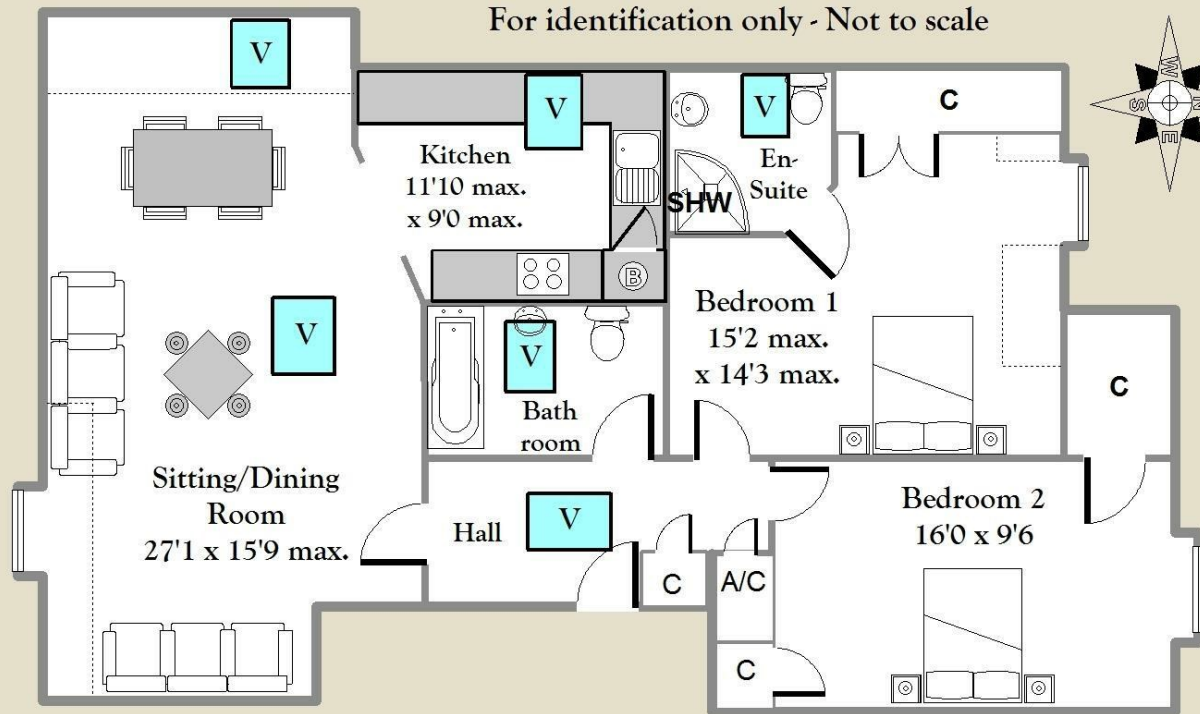 For identification only - Not to scale
V
V
V
C
W
S
N
E
Kitchen
11'10 max.
x 9'0 max.
En-
Suite
SHW
B
Bedroom 1
15'2 max.
x 14'3 max.
V
V
Bath
room
C
Sitting/Dining
Room
27'1 x 15'9 max.
Hall
V
Bedroom 2
16'0 x 9'6
C
A/C
C